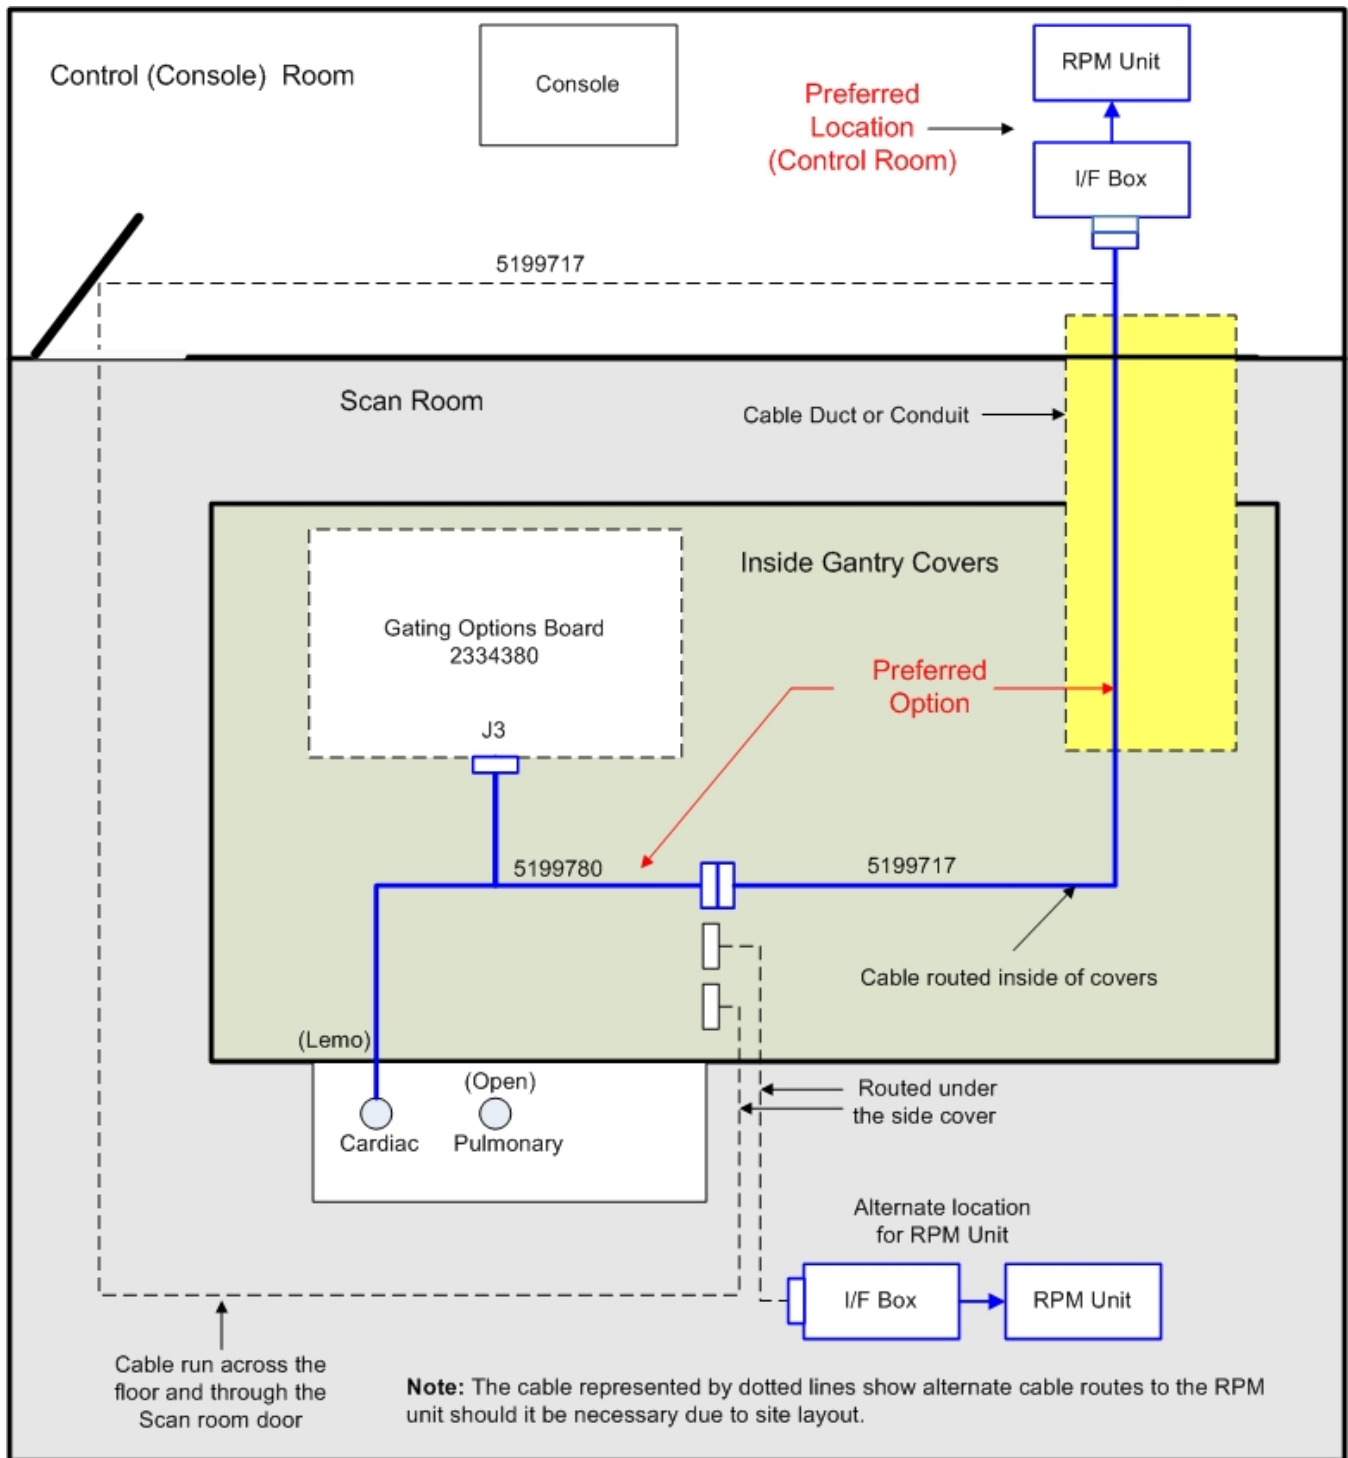 Control (Console) Room
Console
RPM Unit
Preferred
Location
(Control Room)
I/F Box
5199717
Scan Room
Cable Duct or Conduit
Inside Gantry Covers
Gating Options Board
2334380
Preferred
Option
J3
5199780
5199717
Cable routed inside of covers
(Lemo)
(Open)
Cardiac
Pulmonary
Routed under
the side cover
Alternate location
for RPM Unit
I/F Box
RPM Unit
Cable run across the
floor and through the
Scan room door
Note: The cable represented by dotted lines show alternate cable routes to the RPM
unit should it be necessary due to site layout.